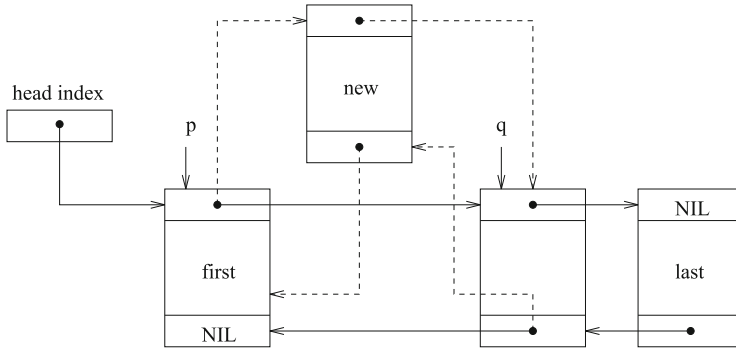 new
head index
p
q
NIL
first
last
NIL